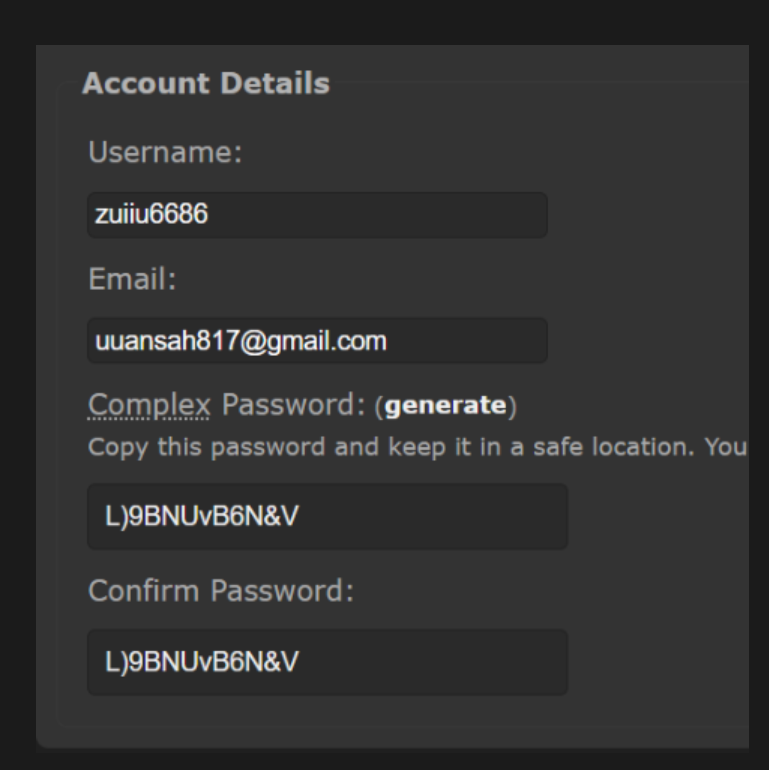 Account Details
Username:
zuiiu6686
Email:
uuansah817@gmail.com
Complex Password: (generate)
Copy this password and keep it in a safe location. You
L)9BNUvB6N&V
Confirm Password:
L)9BNUvB6N&V